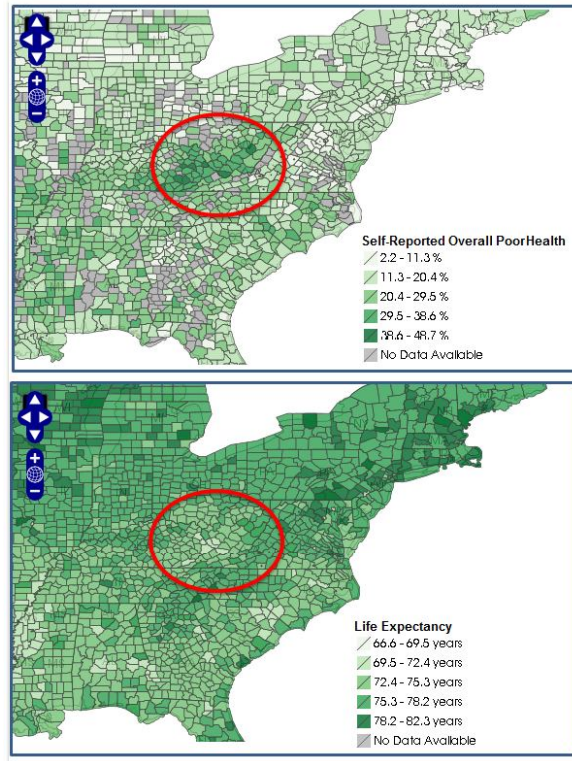 Self-Reported Overall PoorHealth
2.2 - 11.3 %
11.3 - 20.4 %
20.4 - 29.5 %
29.5 - 38.6 %
38.6 - 48.7 %
No Data Available
Life Expectancy
66.6 - 69.5 years
69.5 - 72.4 years
72.4 - 75.3 years
75.3 - 78.2 years
78.2 - 82.3 years
No Data Available